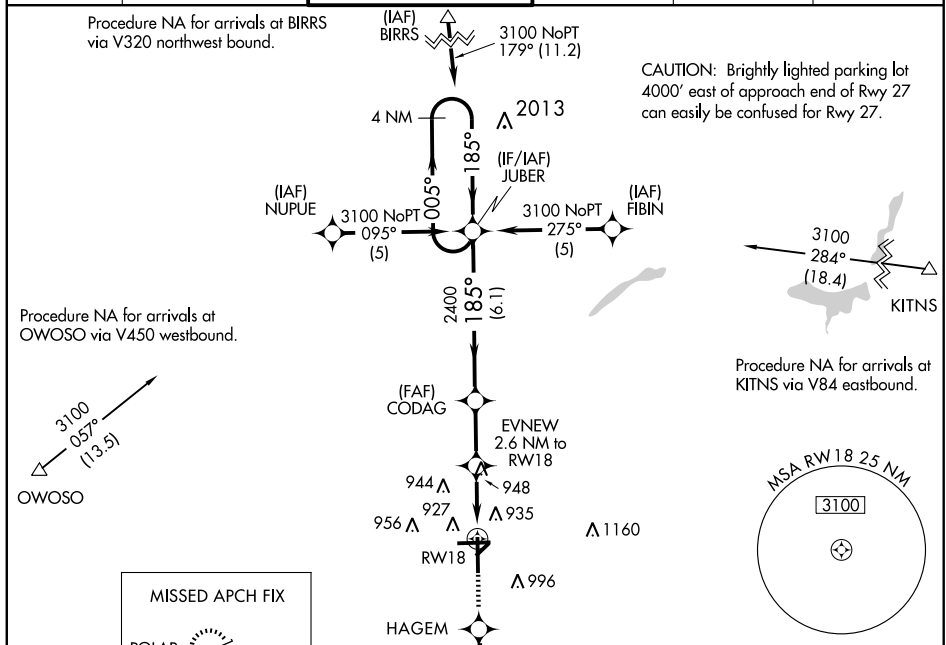 Procedure NA for arrivals at BIRRS
via V320 northwest bound.
(IAF)
BIRRS
3100 NoPT
179° (11.2)
CAUTION: Brightly lighted parking lot
4000' east of approach end of Rwy 27
can easily be confused for Rwy 27.
4 NM
2013
185°
005°
(IF/IAF)
JUBER
(IAF)
NUPUE
3100 NoPT
095°
(5)
3100 NoPT
275°
(5)
(IAF)
FIBIN
3100
284°
(18.4)
KITNS
2400
185°
(6.1)
Procedure NA for arrivals at
OWOSO via V450 westbound.
Procedure NA for arrivals at
KITNS via V84 eastbound.
3100
057°
(13.5)
OWOSO
(FAF)
CODAG
EVNEW
2.6 NM to
RW18
944
948
956
927
935
1160
RW18
996
MSA RW18 25 NM
3100
MISSED APCH FIX
HAGEM